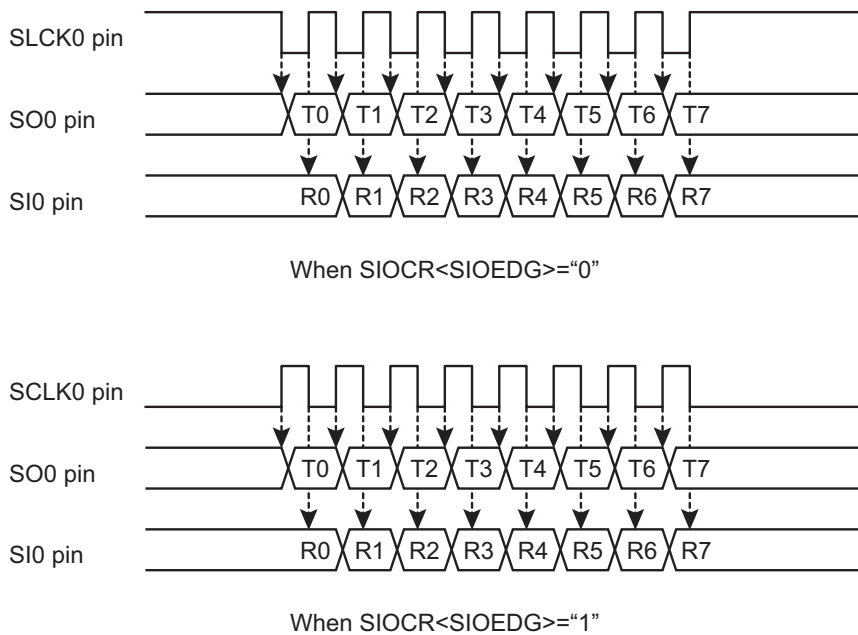 SLCK0 pin
SO0 pin T0 T1 T2 T3 T4 T5 T6 T7
SI0 pin R0 R1 R2 R3 R4 R5 R6 R7
When SIOCR<SIOEDG>=“0”
SCLK0 pin
SO0 pin T0 T1 T2 T3 T4 T5 T6 T7
SI0 pin R0 R1 R2 R3 R4 R5 R6 R7
When SIOCR<SIOEDG>=“1”